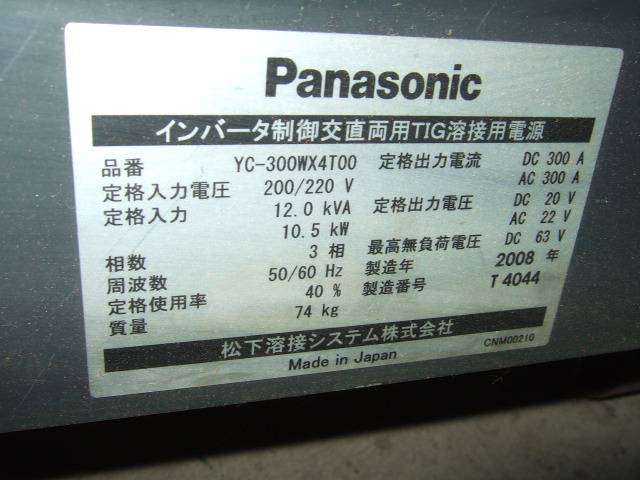 Panasonic
インバータ制御交直両用TIG溶接用電源
品番 YC-300WX4T00 定格出力電流 DC 300 A
AC 300 A
定格入力電圧 200/220 V
定格入力 12.0 kVA 定格出力電圧 DC 20 V
10.5 kW AC 22 V
相数 3 相 最高無負荷電圧 DC 63 V
周波数 50/60 Hz 製造年 2008 年
定格使用率 40 % 製造番号 T 4044
質量 74 kg
松下溶接システム株式会社
CNM00210
Made in Japan